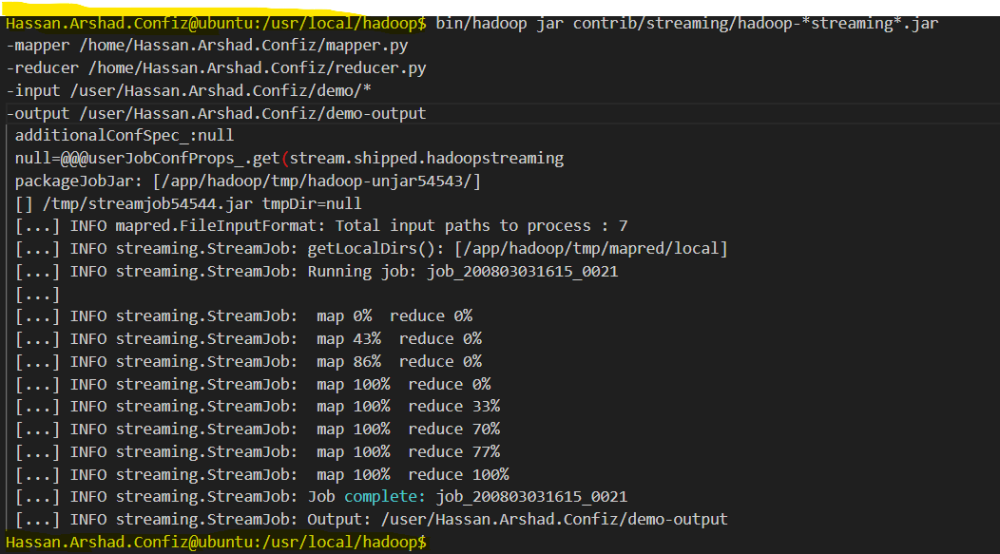 Hassan.Arshad.Confiz@ubuntu:/usr/local/hadoop$ bin/hadoop jar contrib/streaming/hadoop-*streaming*.jar
-mapper /home/Hassan.Arshad.Confiz/mapper.py
-reducer /home/Hassan.Arshad.Confiz/reducer.py
-input /user/Hassan.Arshad.Confiz/demo/*
-output /user/Hassan.Arshad.Confiz/demo-output
additionalConfSpec_:null
null=@@@userJobConfProps_.get(stream.shipped.hadoopstreaming
packageJobJar: [/app/hadoop/tmp/hadoop-unjar54543/]
[] /tmp/streamjob54544.jar tmpDir=null
[...] INFO mapred.FileInputFormat: Total input paths to process : 7
[...] INFO streaming.StreamJob: getLocalDirs(): [/app/hadoop/tmp/mapred/local]
[...] INFO streaming.StreamJob: Running job: job_200803031615_0021
[...]
[...] INFO streaming.StreamJob:  map 0%  reduce 0%
[...] INFO streaming.StreamJob:  map 43%  reduce 0%
[...] INFO streaming.StreamJob:  map 86%  reduce 0%
[...] INFO streaming.StreamJob:  map 100%  reduce 0%
[...] INFO streaming.StreamJob:  map 100%  reduce 33%
[...] INFO streaming.StreamJob:  map 100%  reduce 70%
[...] INFO streaming.StreamJob:  map 100%  reduce 77%
[...] INFO streaming.StreamJob:  map 100%  reduce 100%
[...] INFO streaming.StreamJob: Job complete: job_200803031615_0021
[...] INFO streaming.StreamJob: Output: /user/Hassan.Arshad.Confiz/demo-output
Hassan.Arshad.Confiz@ubuntu:/usr/local/hadoop$